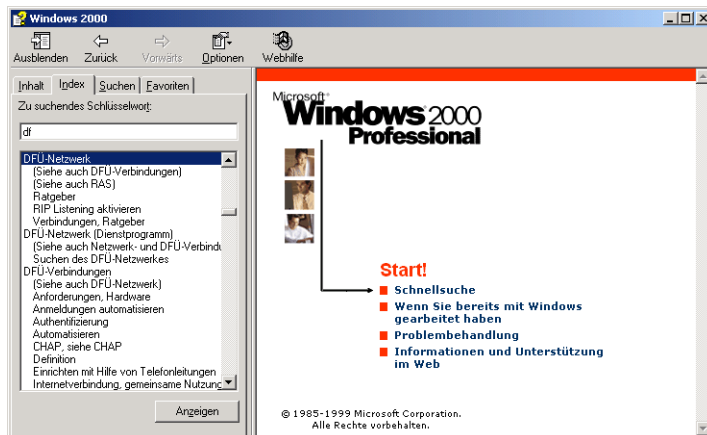 Windows 2000
Ausblenden Zurück Vorwärts Optionen Webhilfe
Inhalt Index Suchen Favoriten
Zu suchendes Schlüsselwort:
df
DFÜ-Netzwerk
(Siehe auch DFÜ-Verbindungen)
(Siehe auch RAS)
Ratgeber
RIP Listening aktivieren
Verbindungen, Ratgeber
DFÜ-Netzwerk (Dienstprogramm)
(Siehe auch Netzwerk- und DFÜ-Verbindu
Suchen des DFÜ-Netzwerkes
DFÜ-Verbindungen
(Siehe auch DFÜ-Netzwerk)
Anforderungen, Hardware
Anmeldungen automatisieren
Authentifizierung
Automatisieren
CHAP, siehe CHAP
Definition
Einrichten mit Hilfe von Telefonleitungen
Internetverbindung, gemeinsame Nutzung
Anzeigen
Microsoft
Windows 2000
Professional
Start!
Schnellsuche
Wenn Sie bereits mit Windows
gearbeitet haben
Problembehandlung
Informationen und Unterstützung
im Web
© 1985-1999 Microsoft Corporation.
Alle Rechte vorbehalten.